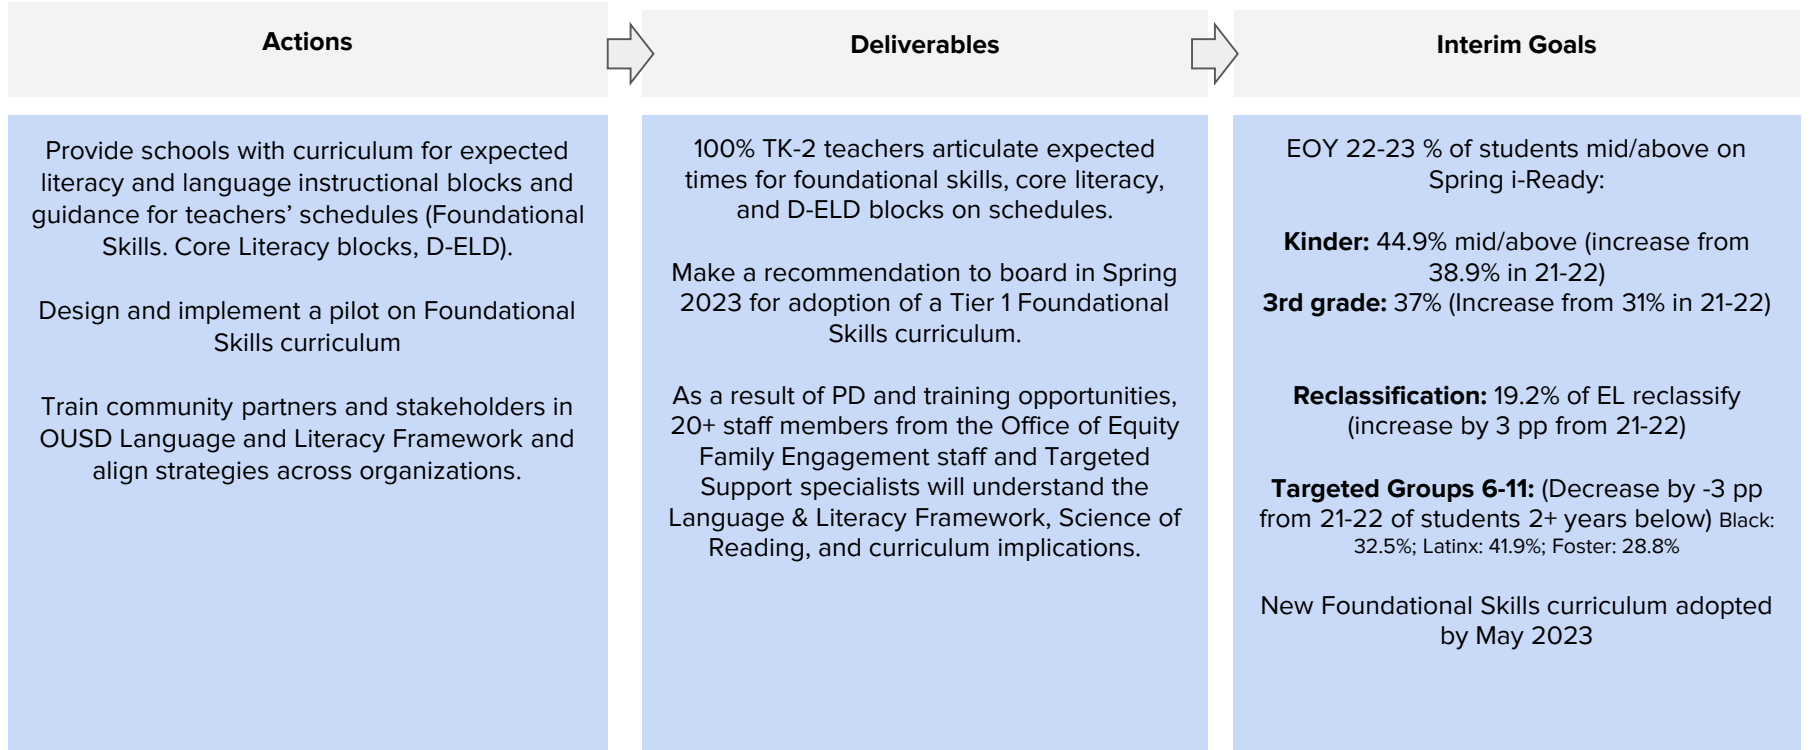 Actions
Deliverables
Interim Goals
Provide schools with curriculum for expected
literacy and language instructional blocks and
guidance for teachers’ schedules (Foundational
Skills. Core Literacy blocks, D-ELD).
Design and implement a pilot on Foundational
Skills curriculum
Train community partners and stakeholders in
OUSD Language and Literacy Framework and
align strategies across organizations.
100% TK-2 teachers articulate expected
times for foundational skills, core literacy,
and D-ELD blocks on schedules.
Make a recommendation to board in Spring
2023 for adoption of a Tier 1 Foundational
Skills curriculum.
As a result of PD and training opportunities,
20+ staff members from the Office of Equity
Family Engagement staff and Targeted
Support specialists will understand the
Language & Literacy Framework, Science of
Reading, and curriculum implications.
EOY 22-23 % of students mid/above on
Spring i-Ready:
Kinder: 44.9% mid/above (increase from
38.9% in 21-22)
3rd grade: 37% (Increase from 31% in 21-22)
Reclassification: 19.2% of EL reclassify
(increase by 3 pp from 21-22)
Targeted Groups 6-11: (Decrease by -3 pp
from 21-22 of students 2+ years below) Black:
32.5%; Latinx: 41.9%; Foster: 28.8%
New Foundational Skills curriculum adopted
by May 2023